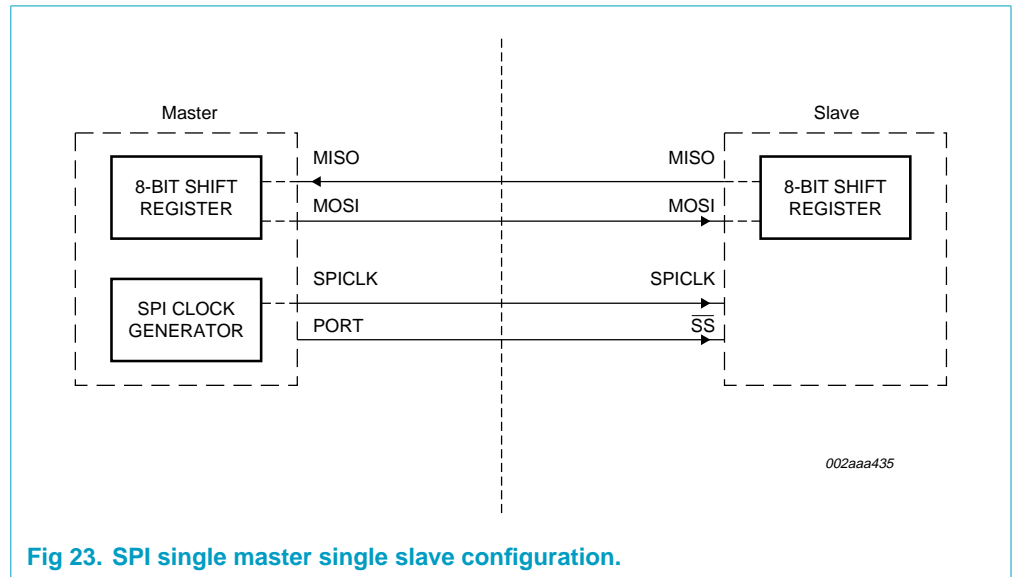 Master
Slave
8-BIT SHIFT
REGISTER
MISO
MISO
MOSI
MOSI
8-BIT SHIFT
REGISTER
SPI CLOCK
GENERATOR
SPICLK
SPICLK
PORT
S̅S̅
002aaa435
Fig 23. SPI single master single slave configuration.